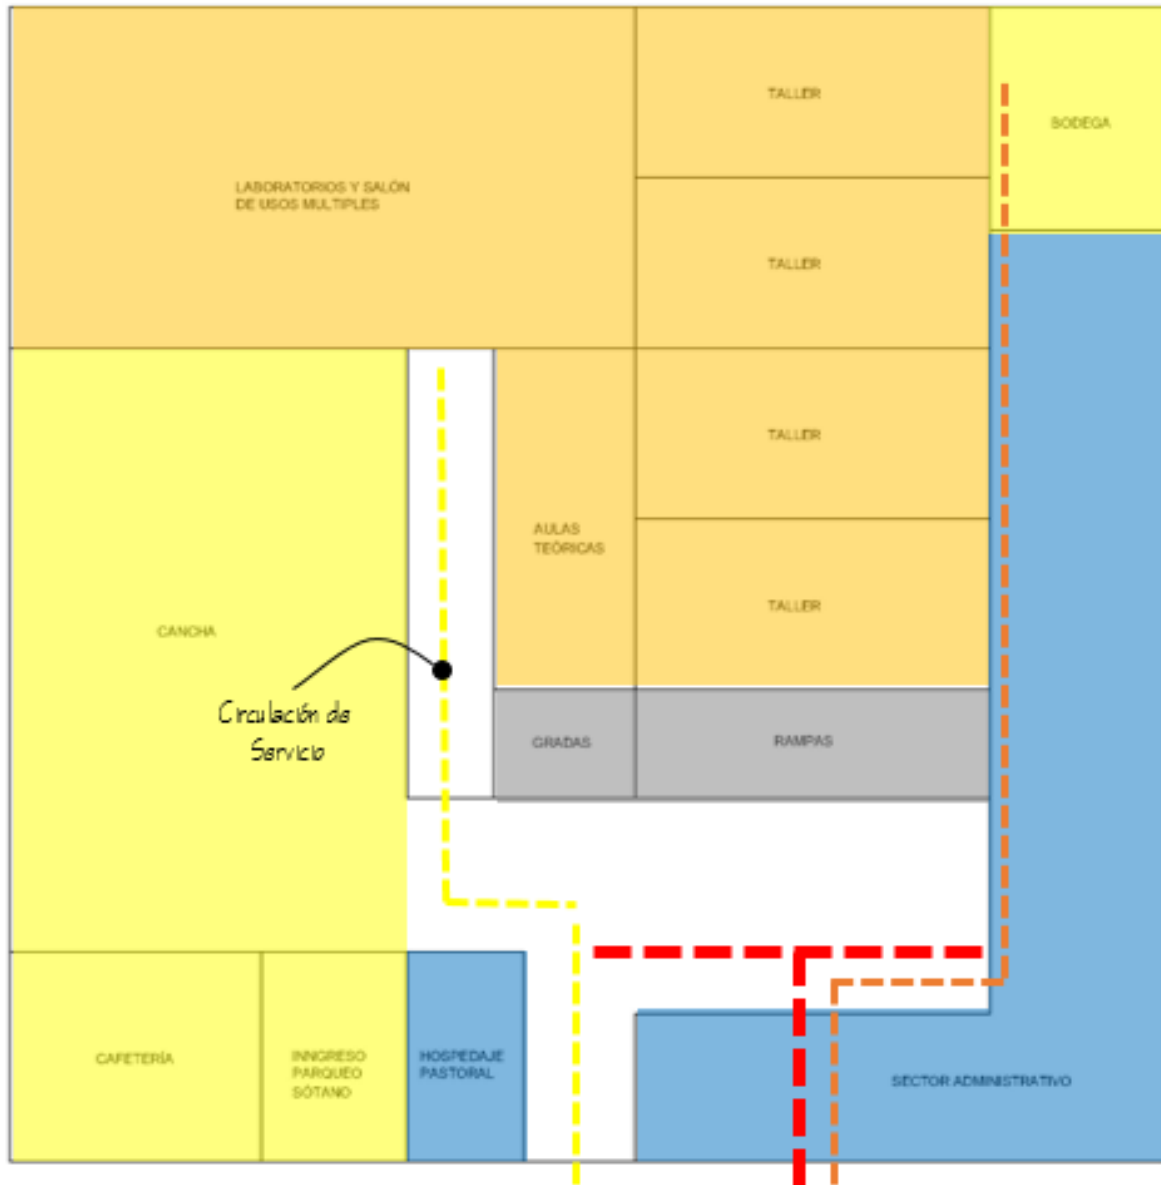 TALLER
BODEGA
LABORATORIOS Y SALÓN
DE USOS MULTIPLES
TALLER
TALLER
AULAS
TEÓRICAS
TALLER
CANCHA
Circulación de
Servicio
GRADAS
RAMPAS
CAFETERÍA
INNGRESO
PARQUEO
SÓTANO
HOSPEDAJE
PASTORAL
SECTOR ADMINISTRATIVO